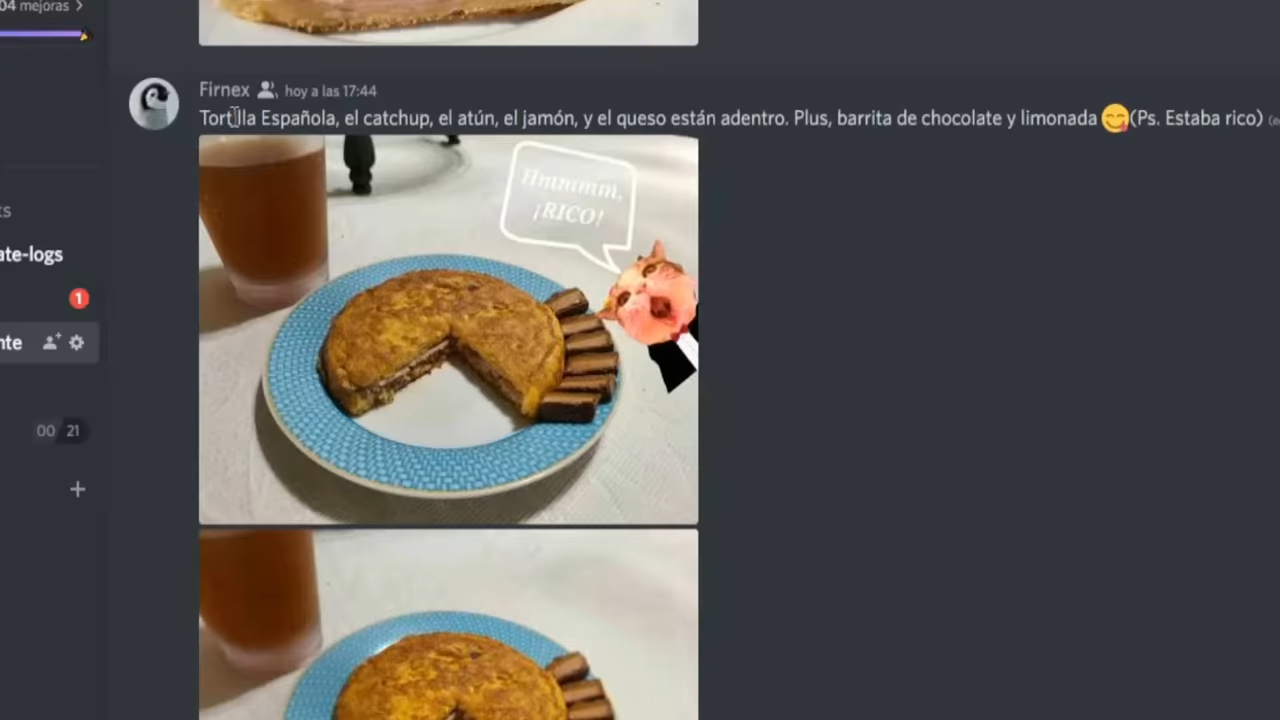 04 mejoras
Firnex hoy a las 17:44
Tortilla Española, el catchup, el atún, el jamón, y el queso están adentro. Plus, barrita de chocolate y limonada 😋(Ps. Estaba rico)
Hmmmm,
¡RICO!
ts
ate-logs
1
nte
00 21